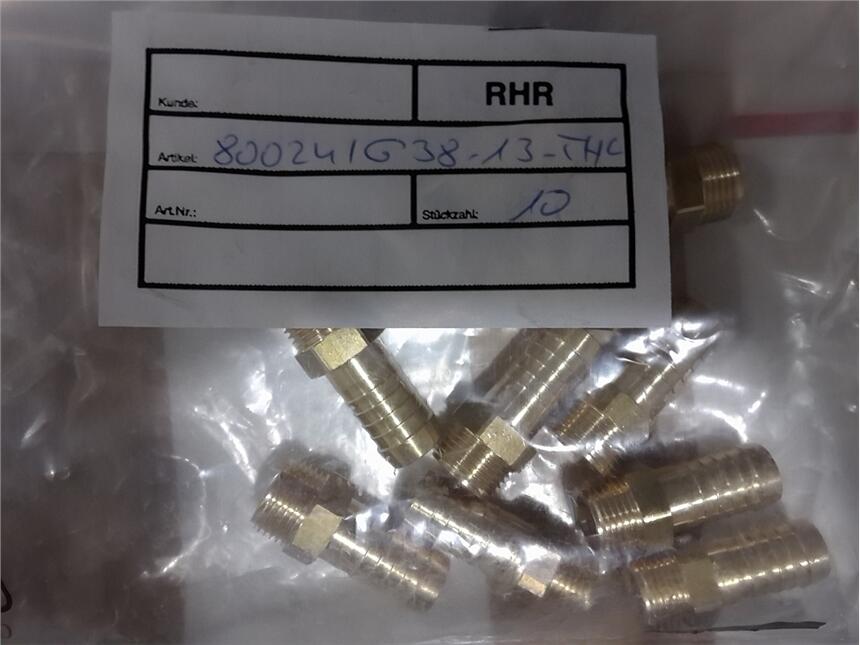 RHR
Kunde:
Artikel: 800241G38-13-THC
Art.Nr.:
Stückzahl: 10